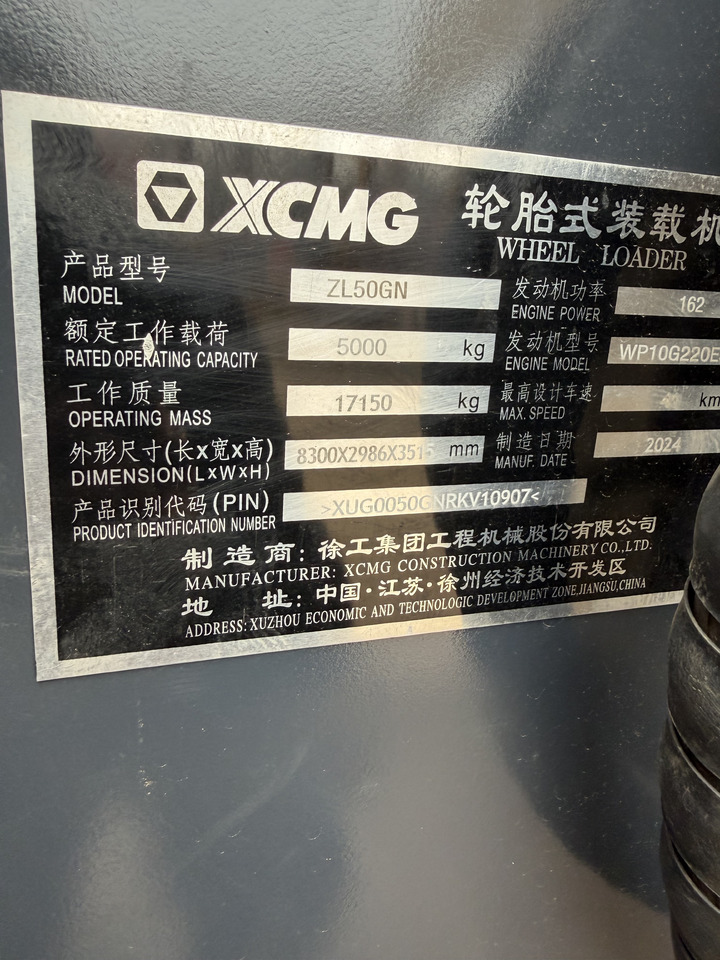 XCMG 轮胎式装载机
WHEEL LOADER
产品型号 ZL50GN 发动机功率 162
MODEL ENGINE POWER
额定工作载荷 5000 kg 发动机型号 WP10G220E
RATED OPERATING CAPACITY ENGINE MODEL
工作质量 17150 kg 最高设计车速 km
OPERATING MASS MAX. SPEED
外形尺寸(长x宽x高) 8300X2986X3515 mm 制造日期 2024
DIMENSION(LxWxH) MANUF. DATE
产品识别代码(PIN) >XUG0050GNRKV10907<
PRODUCT IDENTIFICATION NUMBER
制造商: 徐工集团工程机械股份有限公司
MANUFACTURER: XCMG CONSTRUCTION MACHINERY CO.,LTD.
地 址: 中国·江苏·徐州经济技术开发区
ADDRESS: XUZHOU ECONOMIC AND TECHNOLOGIC DEVELOPMENT ZONE,JIANGSU,CHINA